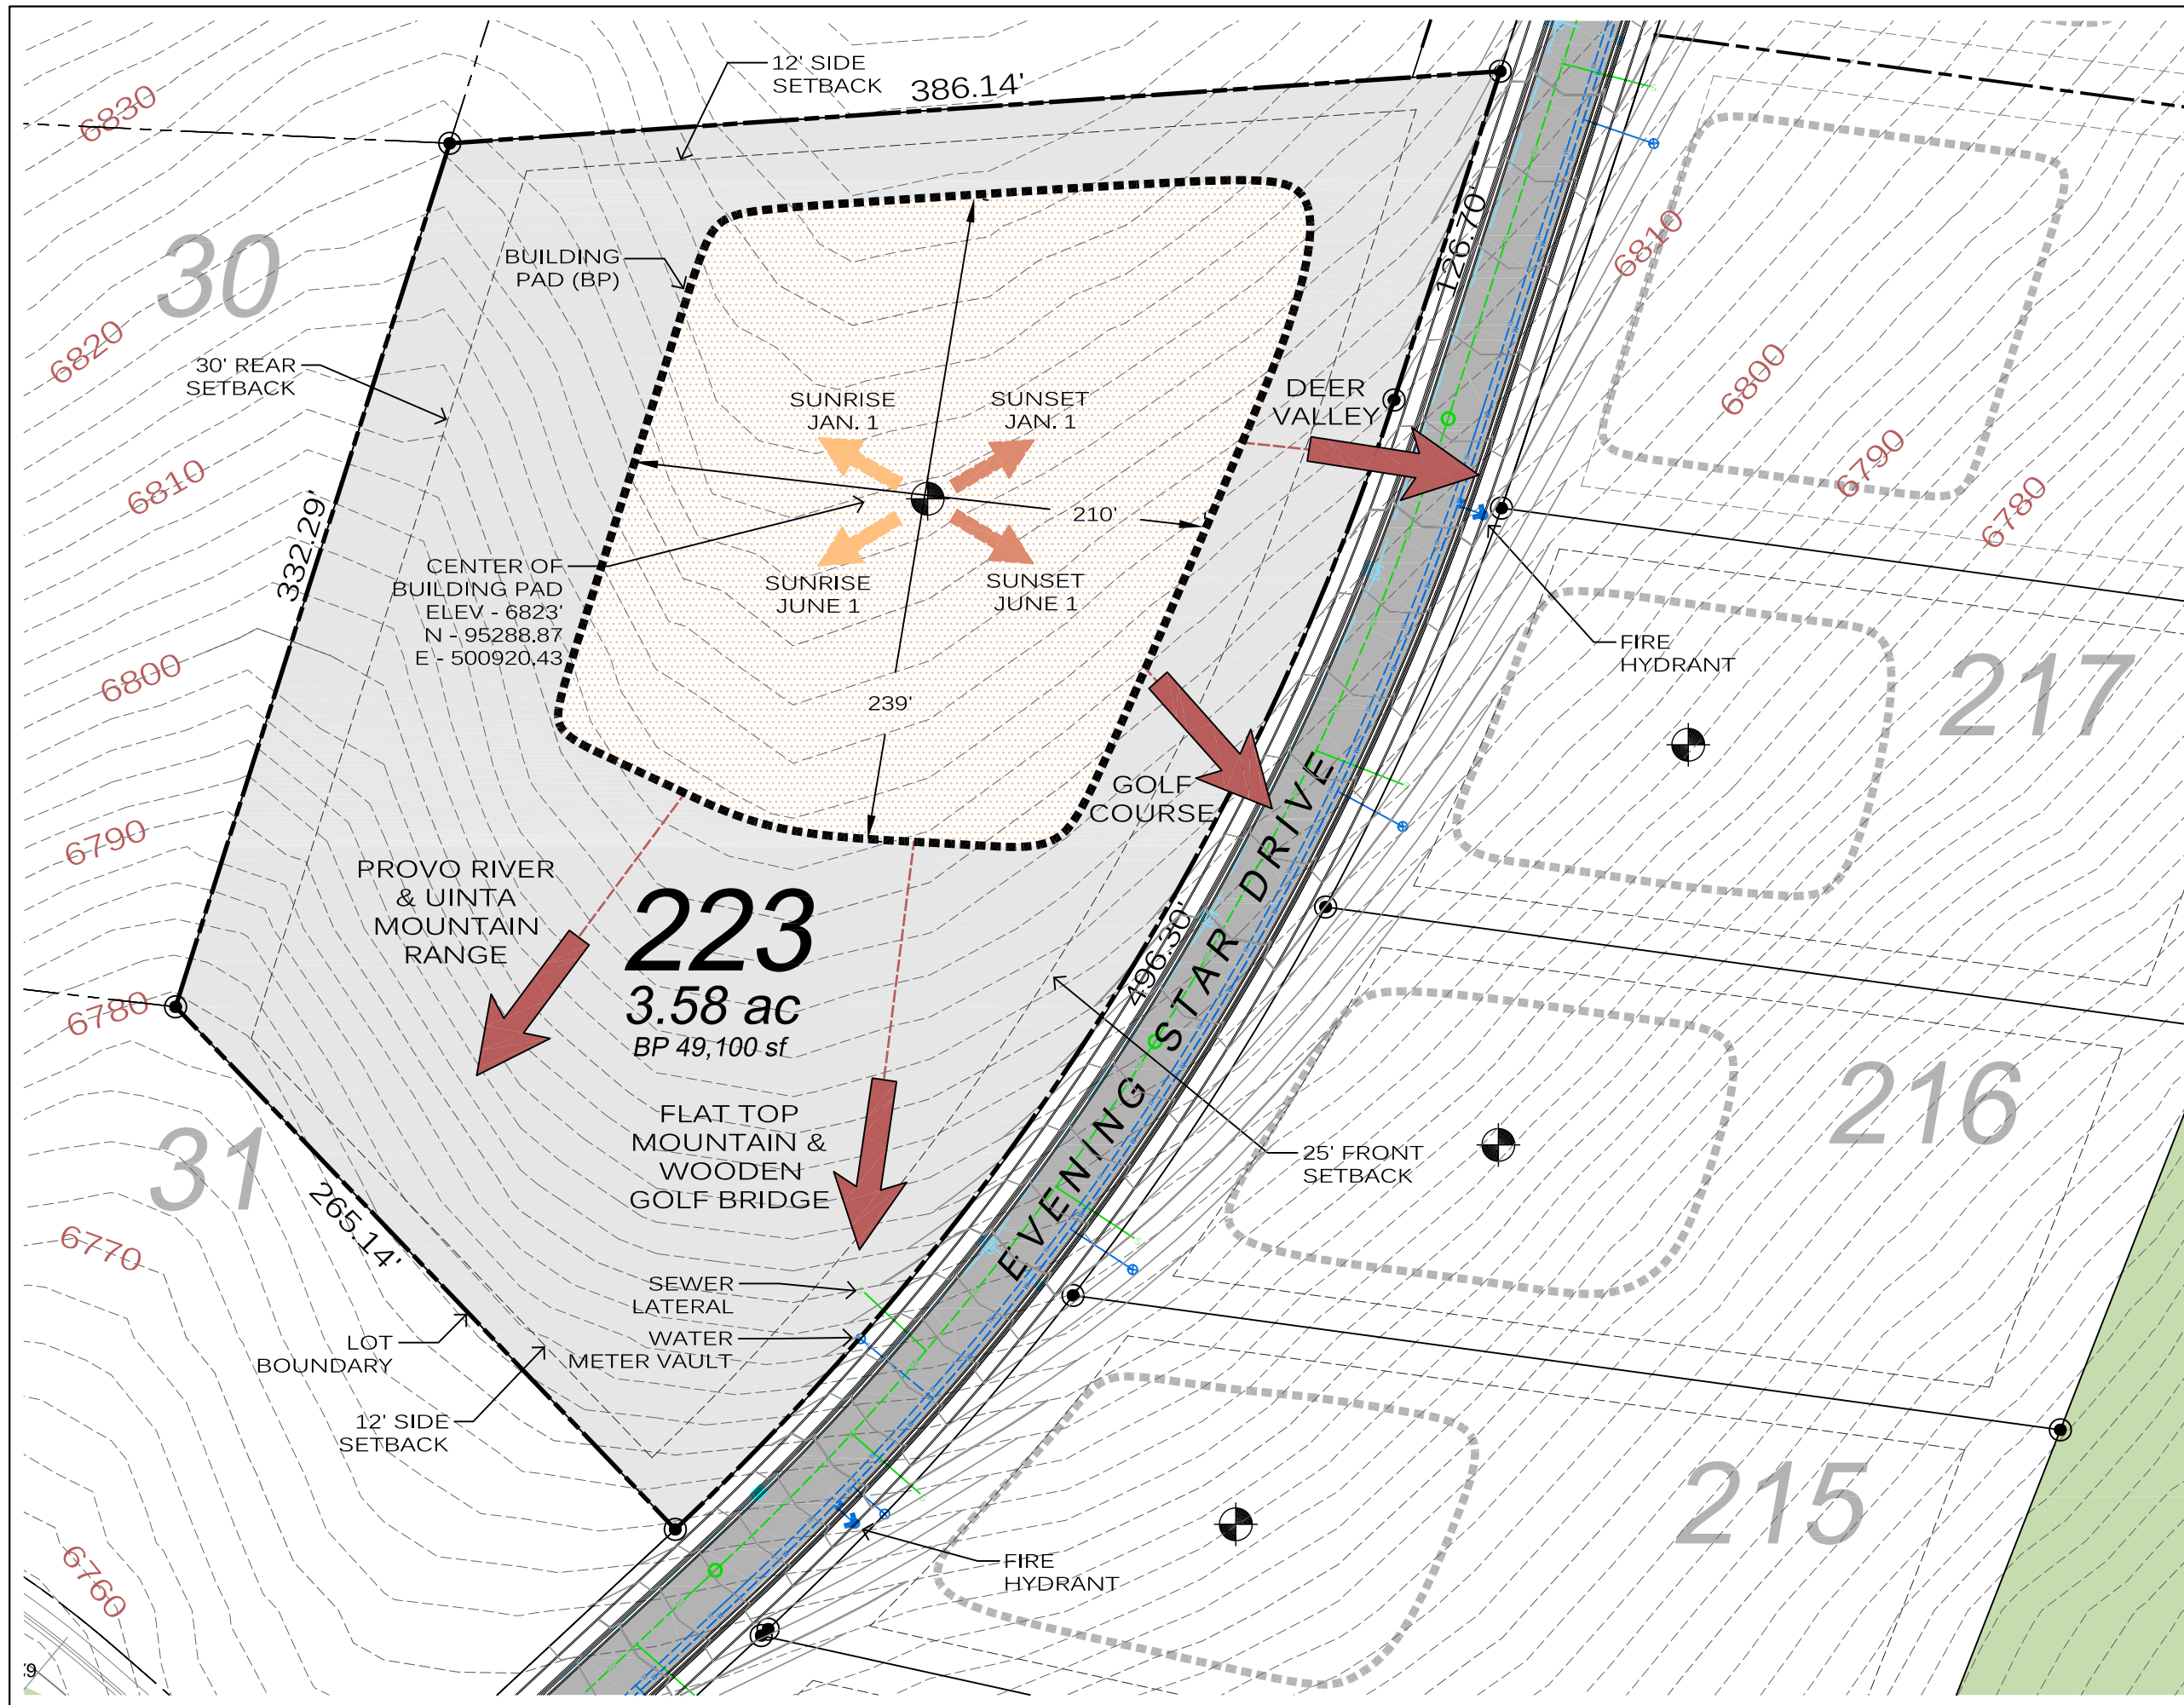 12' SIDE
SETBACK
386.14'
6830
126.70'
6810
30
BUILDING
PAD (BP)
6820
30' REAR
SETBACK
6800
DEER
VALLEY
SUNRISE
JAN. 1
SUNSET
JAN. 1
6810
6790
6780
210'
332.29'
CENTER OF
BUILDING PAD
ELEV - 6823'
N - 95288.87
E - 500920.43
SUNRISE
JUNE 1
SUNSET
JUNE 1
FIRE
HYDRANT
6800
217
239'
6790
GOLF
COURSE
PROVO RIVER
& UINTA
MOUNTAIN
RANGE
223
3.58 ac
BP 49,100 sf
496.30'
EVENING STAR DRIVE
6780
216
FLAT TOP
MOUNTAIN &
WOODEN
GOLF BRIDGE
25' FRONT
SETBACK
31
265.14'
6770
SEWER
LATERAL
WATER
METER VAULT
LOT
BOUNDARY
12' SIDE
SETBACK
215
6760
FIRE
HYDRANT